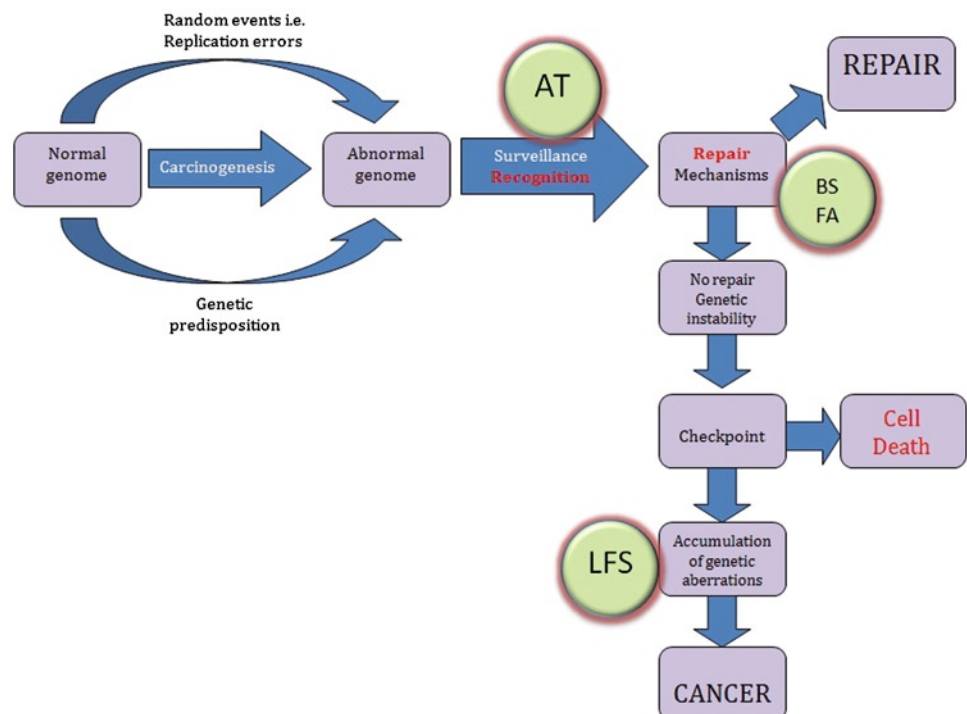 Random events i.e.
Replication errors
Normal
genome
Carcinogenesis
Abnormal
genome
Genetic
predisposition
AT
Surveillance
Recognition
Repair
Mechanisms
REPAIR
BS
FA
No repair
Genetic
instability
Checkpoint
Cell
Death
LFS
Accumulation
of genetic
aberrations
CANCER